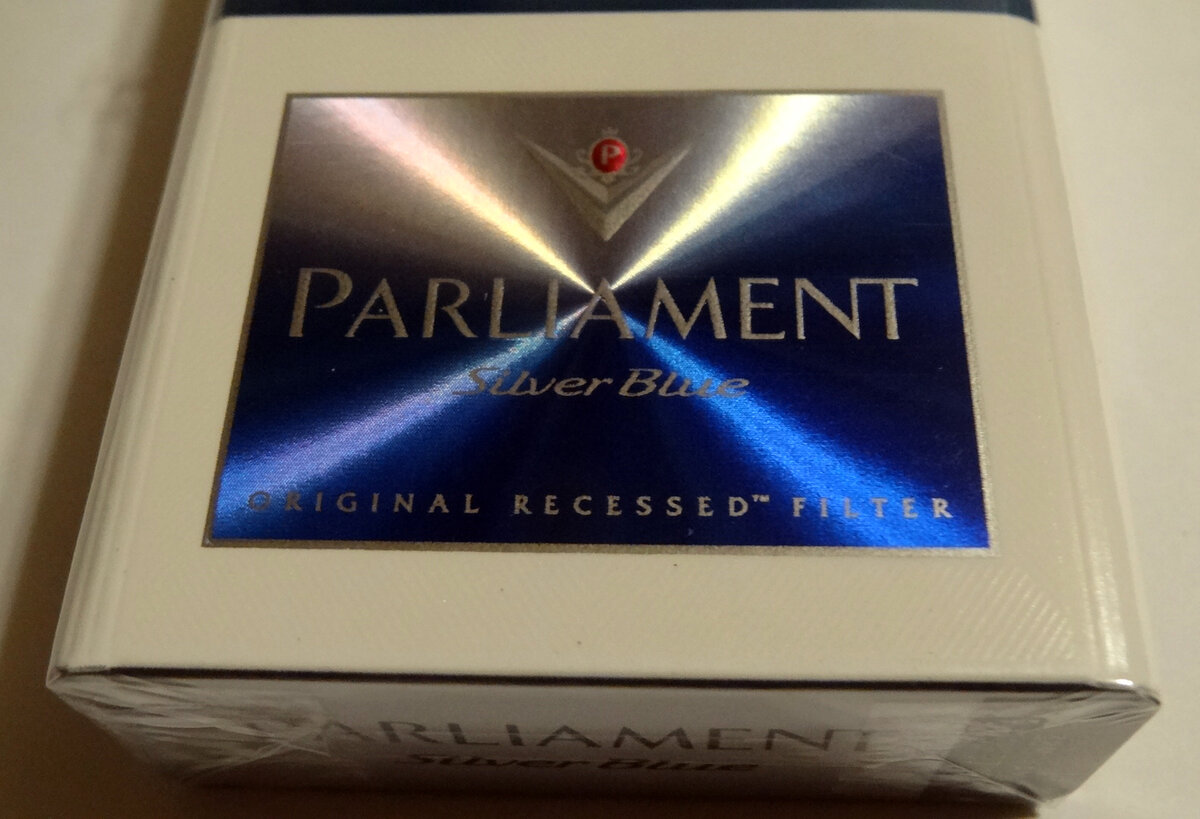 P
PARLIAMENT
Silver Blue
ORIGINAL RECESSED™ FILTER
PARLIAMENT
Silver Blue